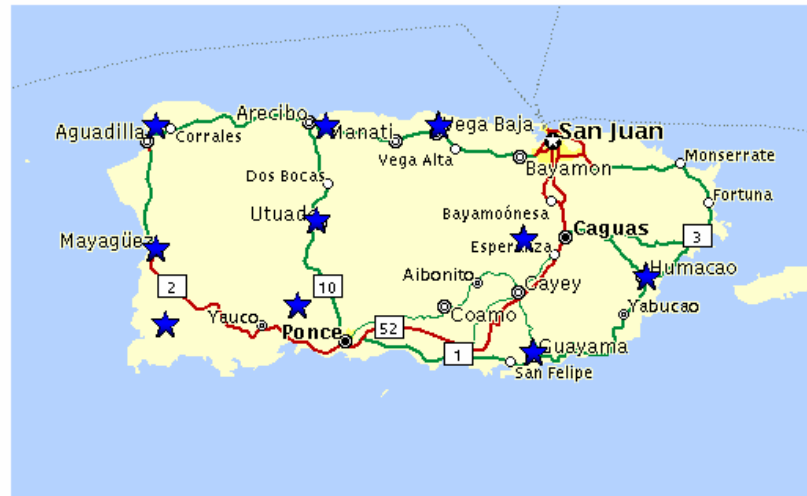 Arecibo
San Juan
Aguadilla
Corrales
Manati
Vega Baja
Vega Alta
Bayamon
Monserrate
Dos Bocas
Fortuna
Utuado
Bayamoónesa
Mayagüez
Esperanza
Caguas
3
Humacao
2
10
Aibonito
Cayey
Coamo
Yabucao
Yauco
Ponce
52
1
Guayama
San Felipe